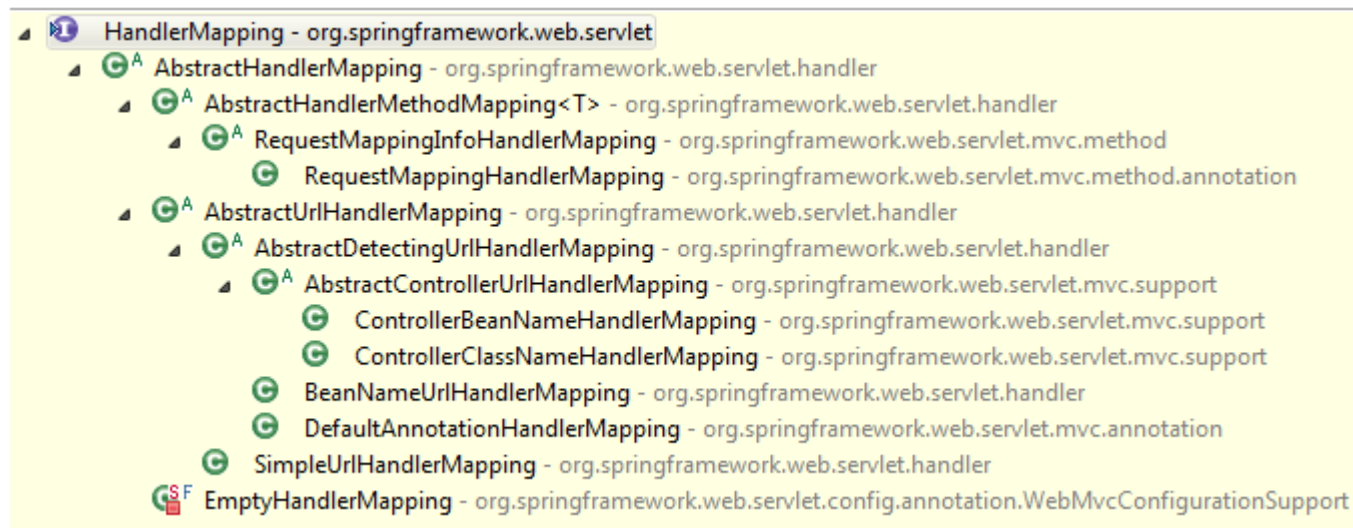 HandlerMapping - org.springframework.web.servlet
AbstractHandlerMapping - org.springframework.web.servlet.handler
AbstractHandlerMethodMapping<T> - org.springframework.web.servlet.handler
RequestMappingInfoHandlerMapping - org.springframework.web.servlet.mvc.method
RequestMappingHandlerMapping - org.springframework.web.servlet.mvc.method.annotation
AbstractUrlHandlerMapping - org.springframework.web.servlet.handler
AbstractDetectingUrlHandlerMapping - org.springframework.web.servlet.handler
AbstractControllerUrlHandlerMapping - org.springframework.web.servlet.mvc.support
ControllerBeanNameHandlerMapping - org.springframework.web.servlet.mvc.support
ControllerClassNameHandlerMapping - org.springframework.web.servlet.mvc.support
BeanNameUrlHandlerMapping - org.springframework.web.servlet.handler
DefaultAnnotationHandlerMapping - org.springframework.web.servlet.mvc.annotation
SimpleUrlHandlerMapping - org.springframework.web.servlet.handler
EmptyHandlerMapping - org.springframework.web.servlet.config.annotation.WebMvcConfigurationSupport